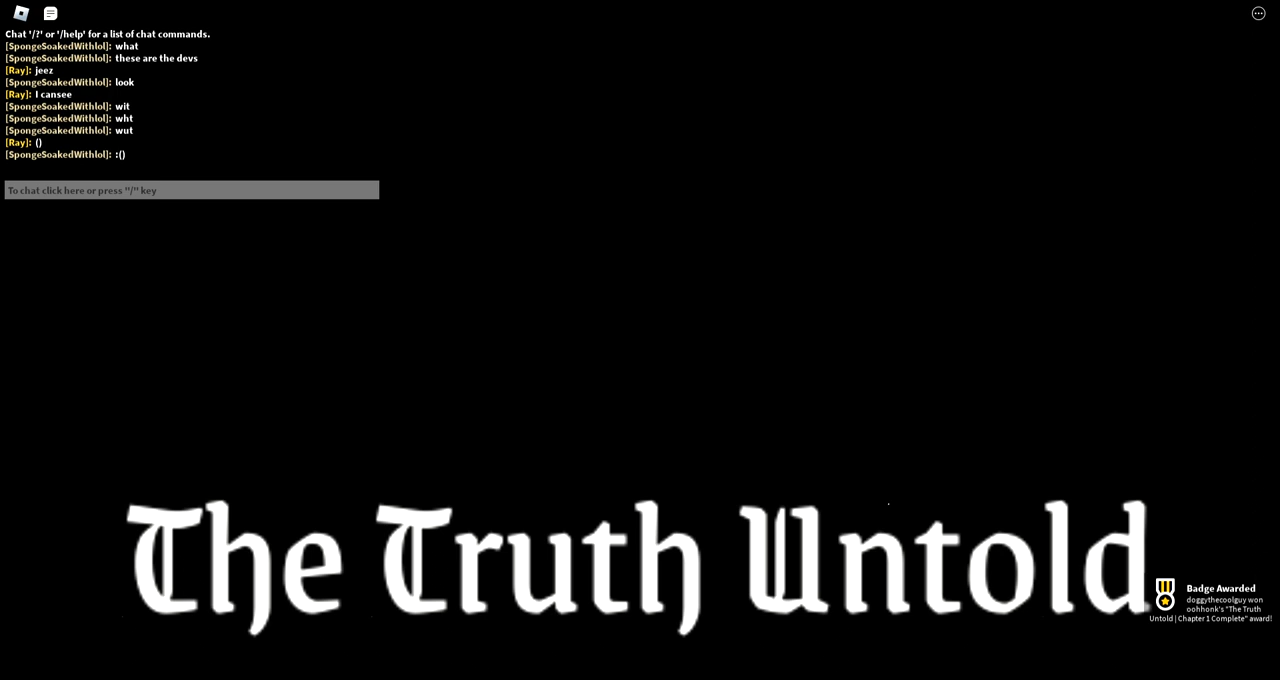 Chat '/?' or '/help' for a list of chat commands.
[SpongeSoakedWithlol]: what
[SpongeSoakedWithlol]: these are the devs
[Ray]: jeez
[SpongeSoakedWithlol]: look
[Ray]: I cansee
[SpongeSoakedWithlol]: wit
[SpongeSoakedWithlol]: wht
[SpongeSoakedWithlol]: wut
[Ray]: ()
[SpongeSoakedWithlol]: :()
To chat click here or press "/" key
The Truth Untold
Badge Awarded
doggythecoolguy won
oohhonk's "The Truth
Untold | Chapter 1 Complete" award!